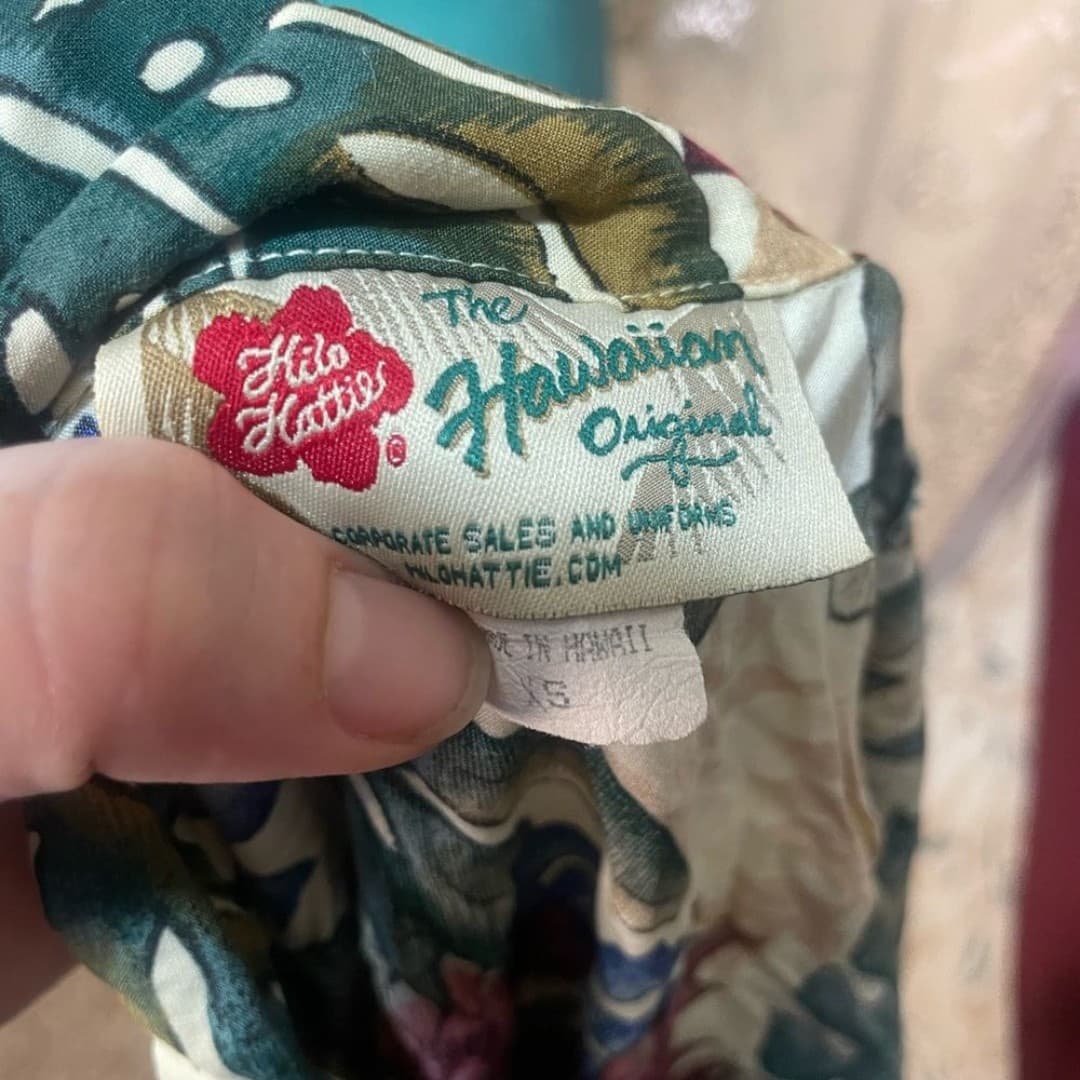 Hilo
Hattie
®
The
Hawaiian
Original
CORPORATE SALES AND UNIFORMS
HILOHATTIE.COM
IN HAWAII
XS